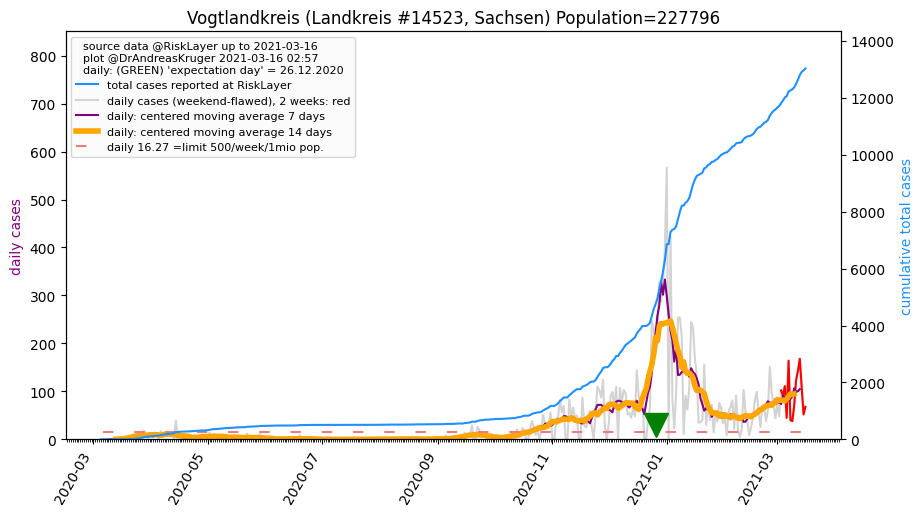 Vogtlandkreis (Landkreis #14523, Sachsen) Population=227796
source data @RiskLayer up to 2021-03-16
plot @DrAndreasKruger 2021-03-16 02:57
daily: (GREEN) 'expectation day' = 26.12.2020
total cases reported at RiskLayer
daily cases (weekend-flawed), 2 weeks: red
daily: centered moving average 7 days
daily: centered moving average 14 days
daily 16.27 =limit 500/week/1mio pop.
daily cases
800
700
600
500
400
300
200
100
0
14000
12000
10000
8000
6000
4000
2000
0
cumulative total cases
2020-03
2020-05
2020-07
2020-09
2020-11
2021-01
2021-03